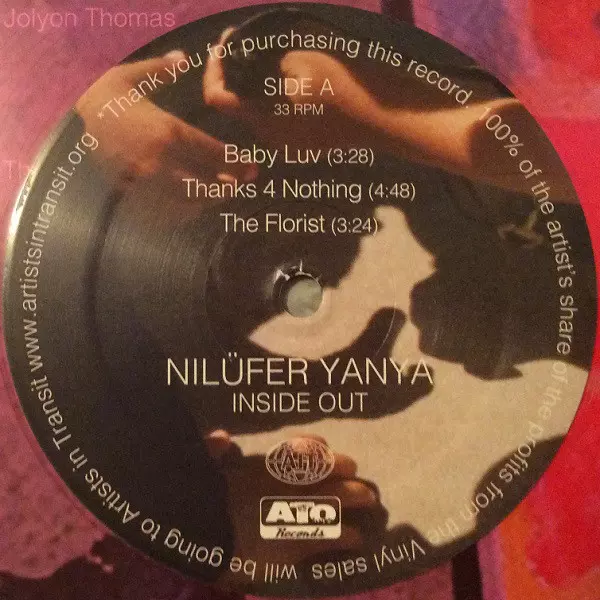 Jolyon Thomas
*Thank you for purchasing this record. 100% of the artist's share of the profits from the Vinyl sales will be going to Artists in Transit www.artistsintransit.org
SIDE A
33 RPM
Baby Luv (3:28)
Thanks 4 Nothing (4:48)
The Florist (3:24)
NILÜFER YANYA
INSIDE OUT
ATO
ATO
Records